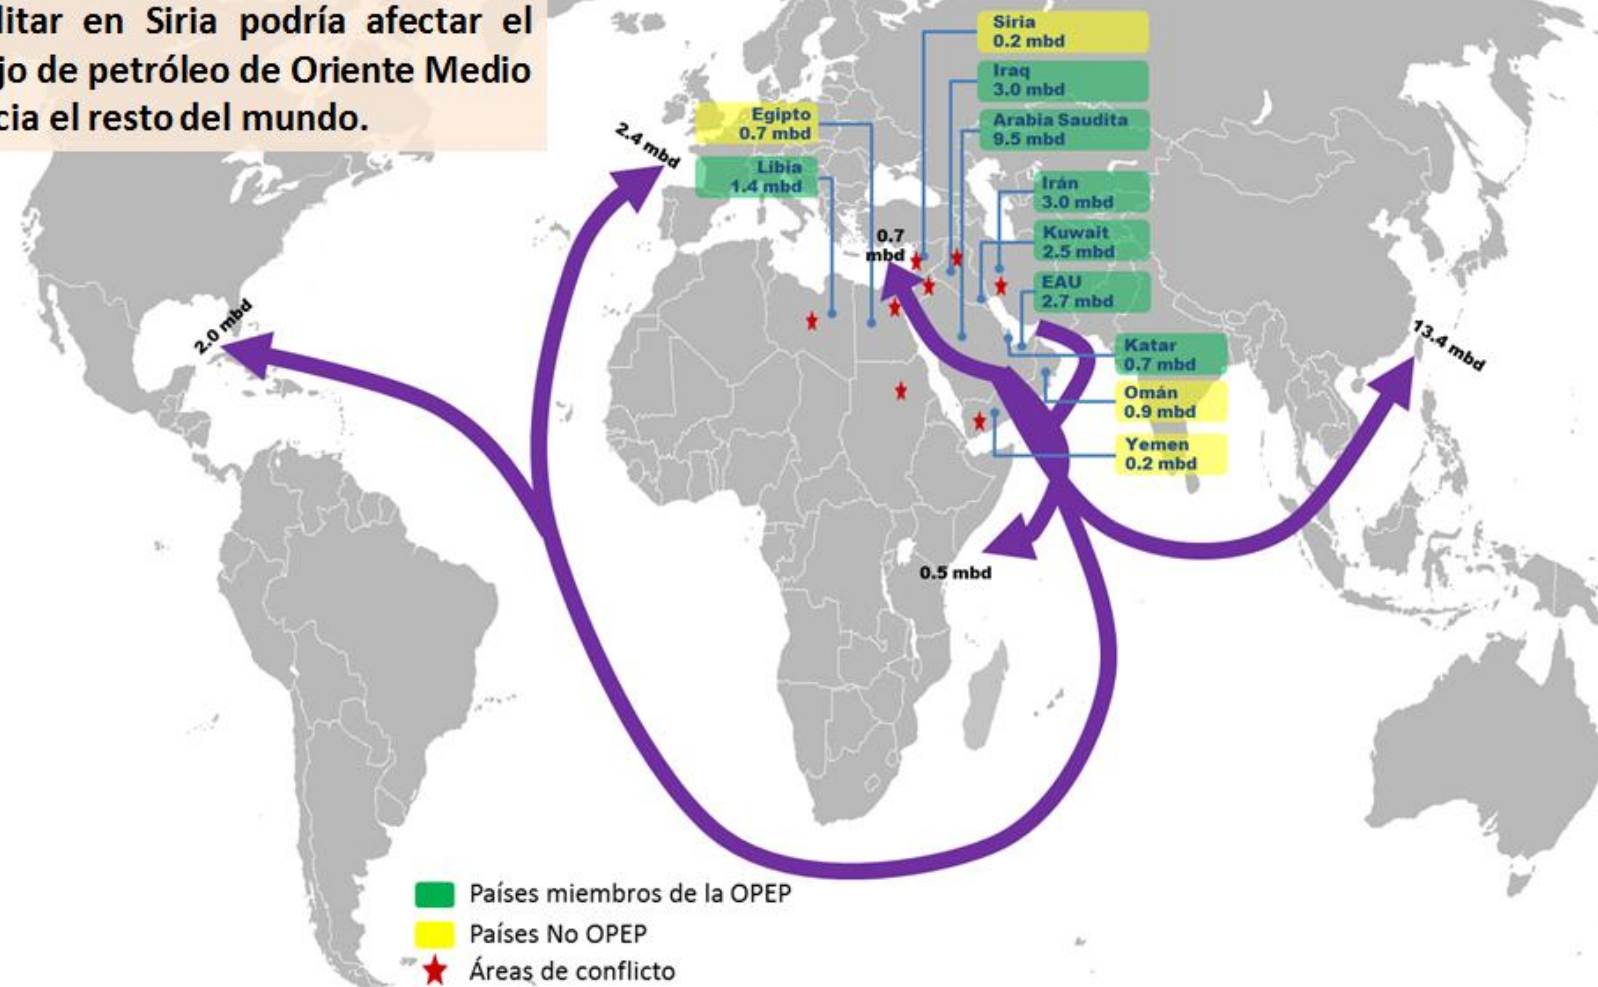 litar en Siria podría afectar el
jo de petróleo de Oriente Medio
cia el resto del mundo.
Siria
0.2 mbd
Iraq
3.0 mbd
Egipto
0.7 mbd
Arabia Saudita
9.5 mbd
2.4 mbd
Libia
1.4 mbd
Irán
3.0 mbd
0.7
mbd
Kuwait
2.5 mbd
EAU
2.7 mbd
2.0 mbd
13.4 mbd
Katar
0.7 mbd
Omán
0.9 mbd
Yemen
0.2 mbd
0.5 mbd
Países miembros de la OPEP
Países No OPEP
Áreas de conflicto